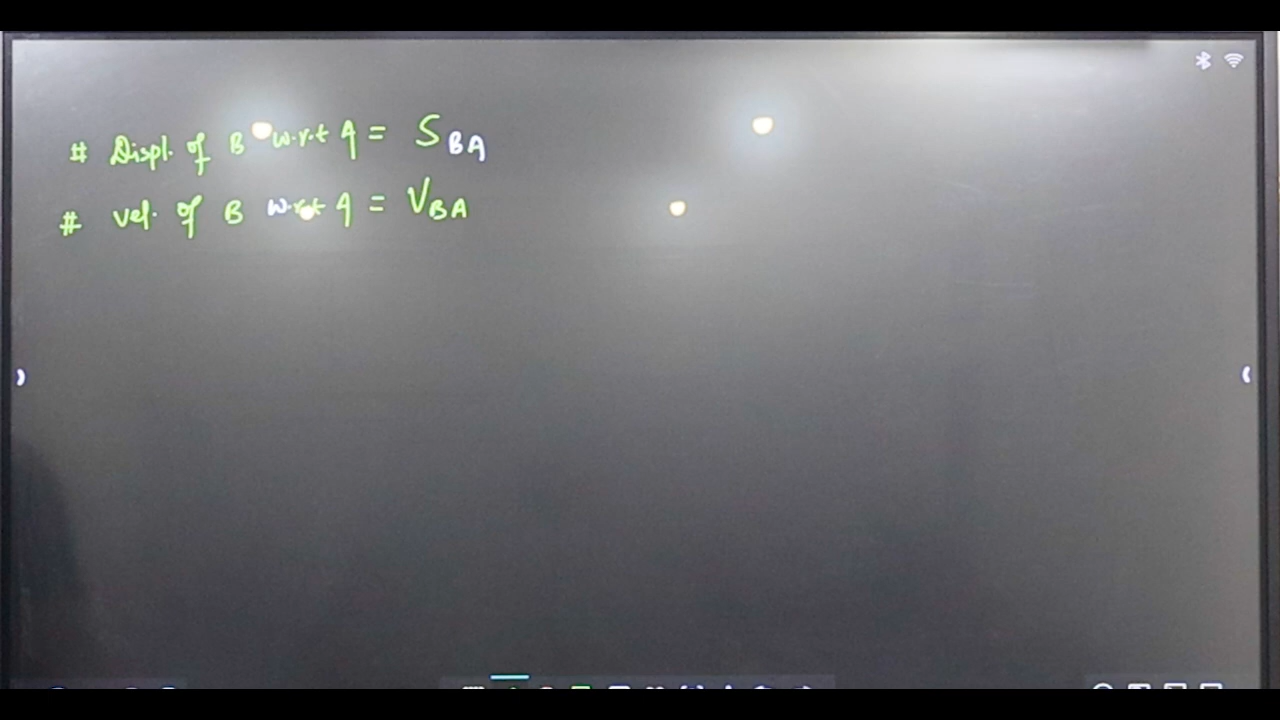 # Displ. of B w.r.t A = S_BA
# Vel. of B w.r.t A = V_BA